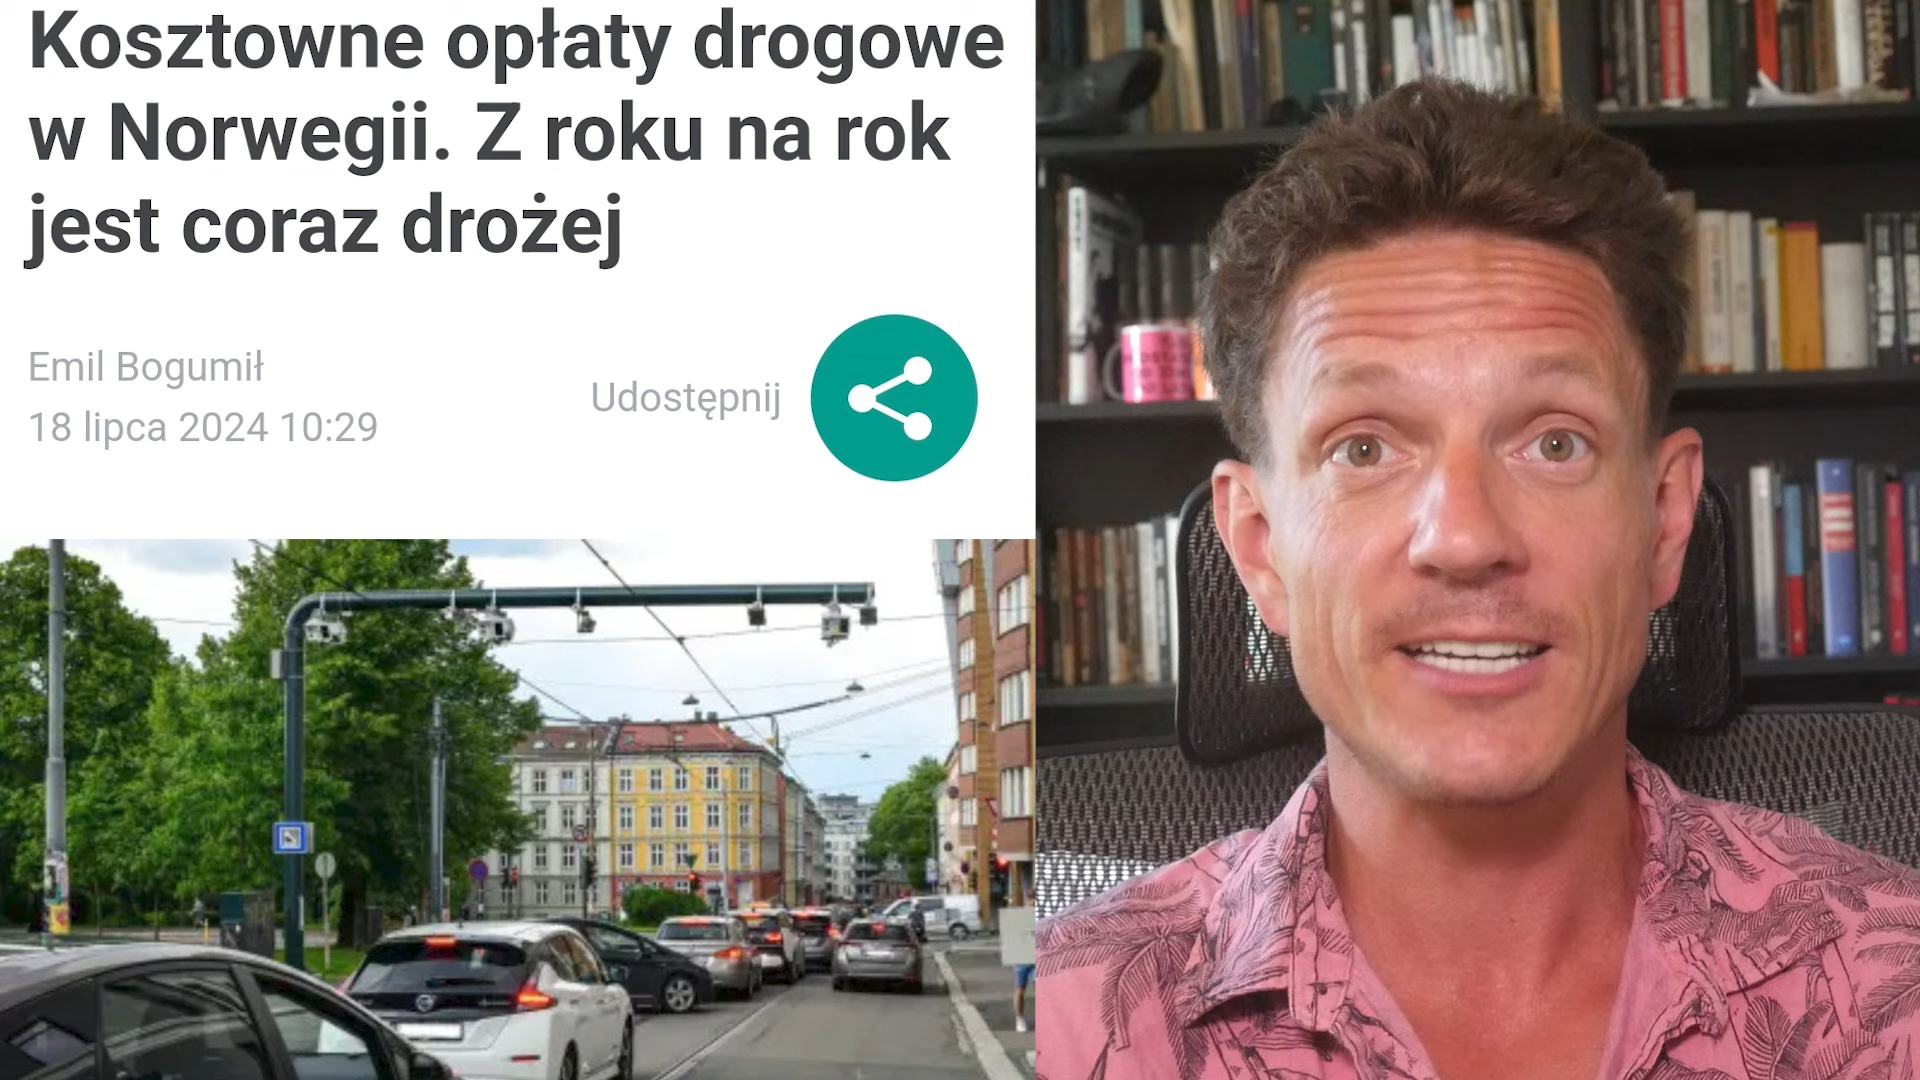 Kosztowne opłaty drogowe
w Norwegii. Z roku na rok
jest coraz drożej
Emil Bogumił
18 lipca 2024 10:29
Udostępnij